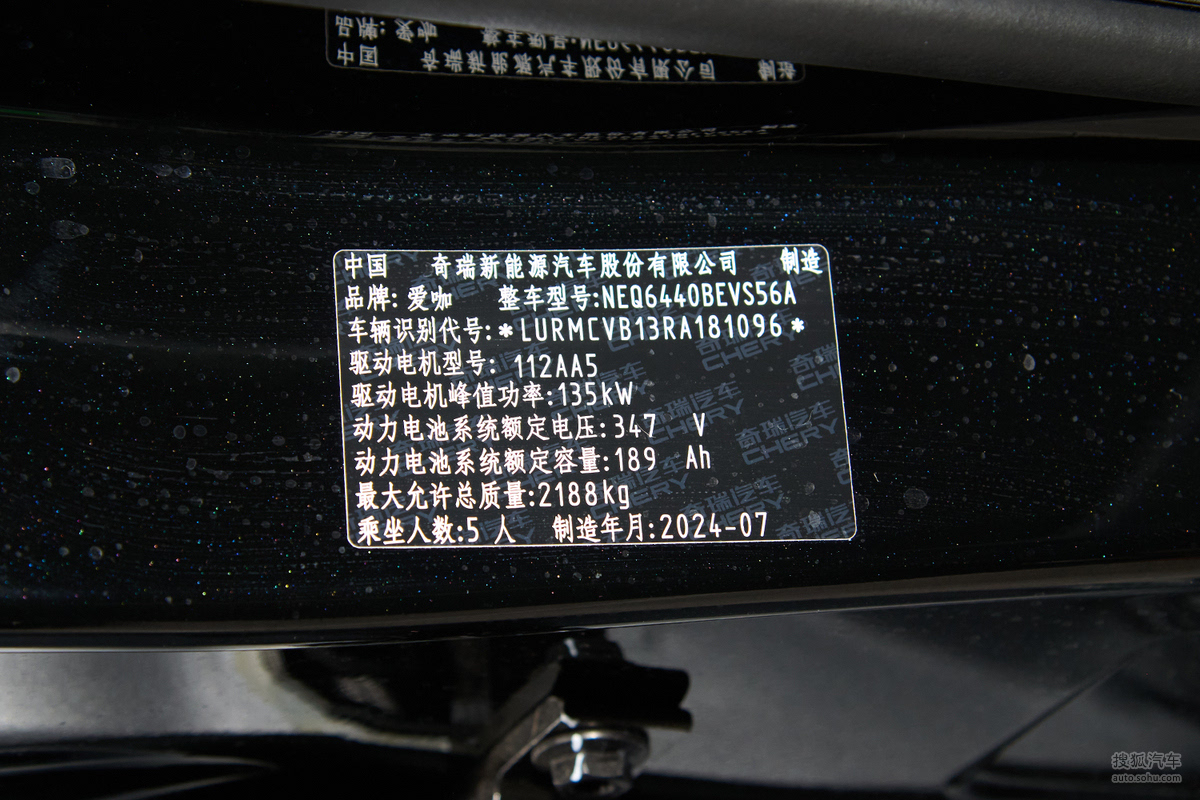 中国 奇瑞新能源汽车股份有限公司 制造
品牌: 爱咖 整车型号:NEQ6440BEVS56A
车辆识别代号:*LURMCVB13RA181096*
驱动电机型号: 112AA5
驱动电机峰值功率:135kW
动力电池系统额定电压:347 V
动力电池系统额定容量:189 Ah
最大允许总质量:2188kg
乘坐人数:5 人 制造年月:2024-07
奇瑞汽车
CHERY
搜狐汽车
auto.sohu.com